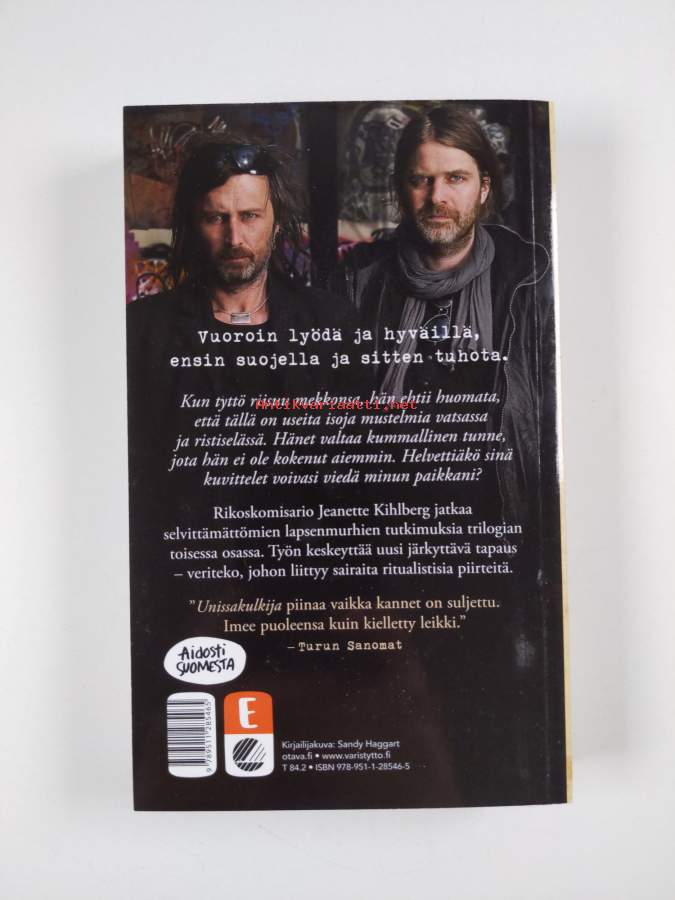 Vuoroin lyödä ja hyväillä,
ensin suojella ja sitten tuhota.
Kun tyttö riisuu mekkonsa, hän ehtii huomata,
Antikvariaatti.net
että tällä on useita isoja mustelmia vatsassa
ja ristiselässä. Hänet valtaa kummallinen tunne,
jota hän ei ole kokenut aiemmin. Helvettiäkö sinä
kuvittelet voivasi viedä minun paikkani?
Rikoskomisario Jeanette Kihlberg jatkaa
selvittämättömien lapsenmurhien tutkimuksia trilogian
toisessa osassa. Työn keskeyttää uusi järkyttävä tapaus
– veriteko, johon liittyy sairaita ritualistisia piirteitä.
”Unissakulkija piinaa vaikka kannet on suljettu.
Imee puoleensa kuin kielletty leikki.”
– Turun Sanomat
Aidosti
SUOMESTA
9 789511 285465
E
Kirjailijakuva: Sandy Haggart
otava.fi • www.varistytto.fi
T 84.2 • ISBN 978-951-1-28546-5